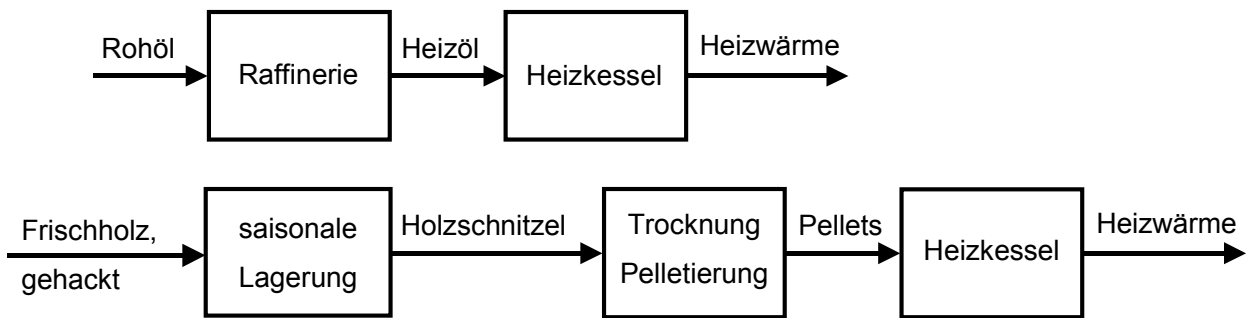 Rohöl
Raffinerie
Heizöl
Heizkessel
Heizwärme
Frischholz,
gehackt
saisonale
Lagerung
Holzschnitzel
Trocknung
Pelletierung
Pellets
Heizkessel
Heizwärme